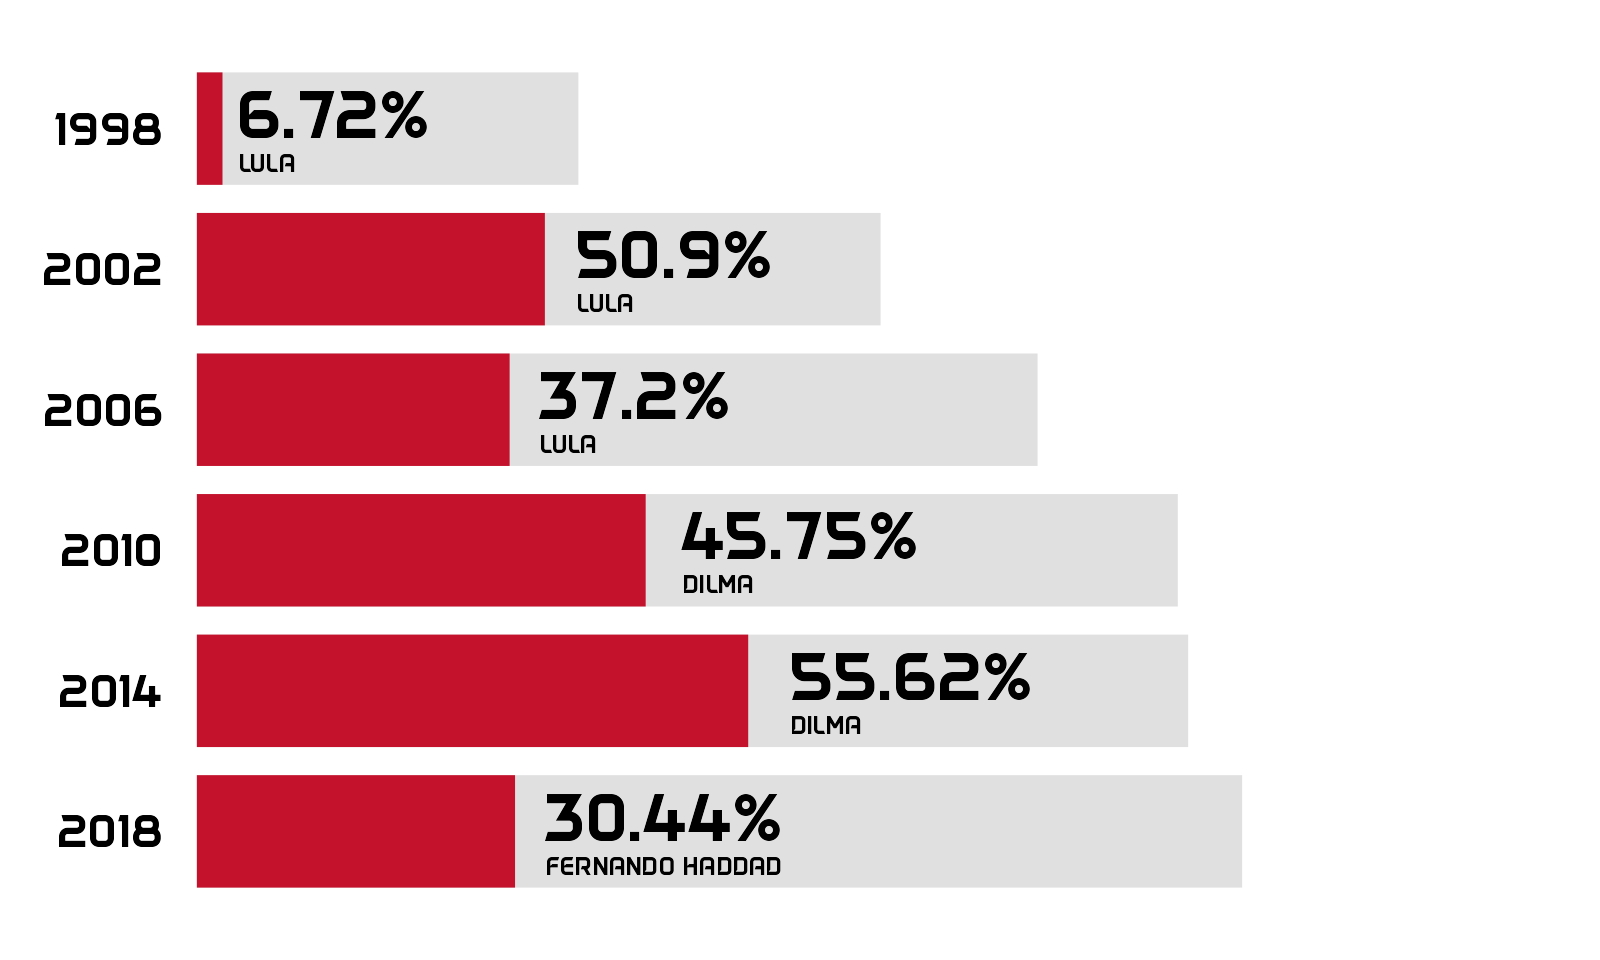 1998
6.72%
LULA
2002
50.9%
LULA
2006
37.2%
LULA
2010
45.75%
DILMA
2014
55.62%
DILMA
2018
30.44%
FERNANDO HADDAD